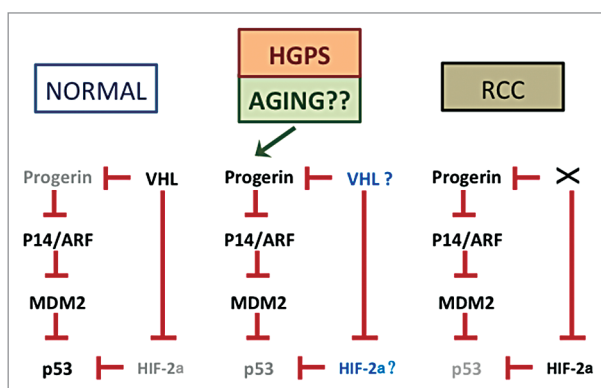 HGPS
NORMAL
AGING??
RCC
Progerin VHL Progerin VHL ? Progerin X
P14/ARF P14/ARF P14/ARF
MDM2 MDM2 MDM2
p53 HIF-2a p53 HIF-2a? p53 HIF-2a